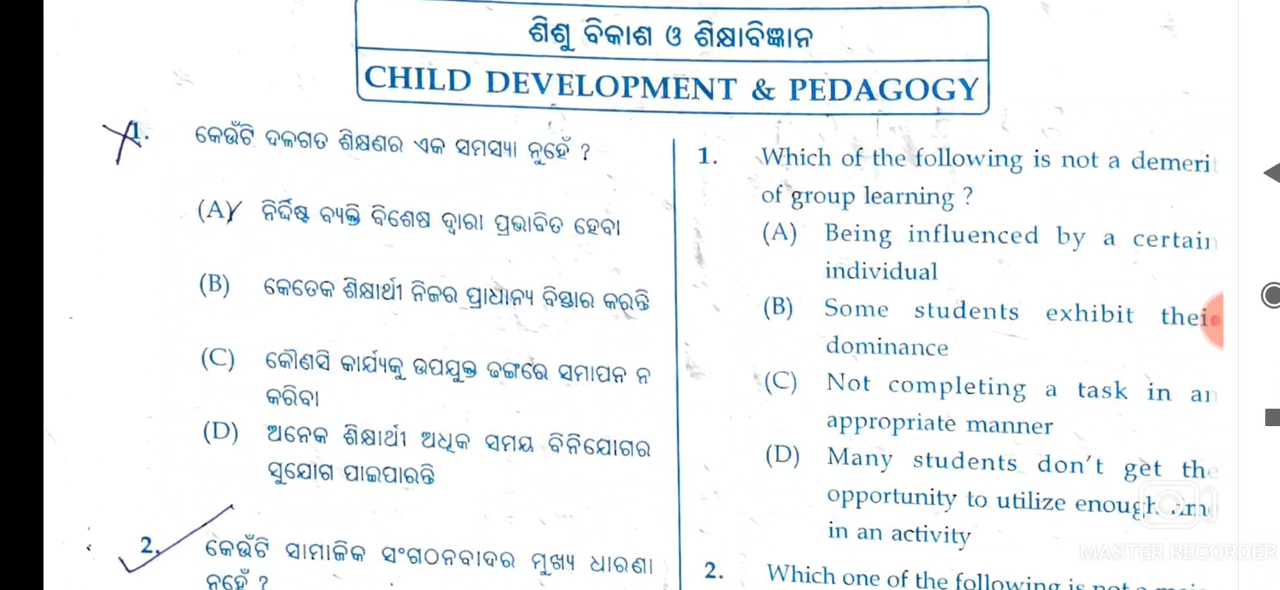 ଶିଶୁ ବିକାଶ ଓ ଶିକ୍ଷାବିଜ୍ଞାନ
CHILD DEVELOPMENT & PEDAGOGY
1. କେଉଁଟି ଦଳଗତ ଶିକ୍ଷଣର ଏକ ସମସ୍ୟା ନୁହେଁ ?
(A) ନିର୍ଦ୍ଦିଷ୍ଟ ବ୍ୟକ୍ତି ବିଶେଷ ଦ୍ୱାରା ପ୍ରଭାବିତ ହେବା
(B) କେତେକ ଶିକ୍ଷାର୍ଥୀ ନିଜର ପ୍ରାଧାନ୍ୟ ବିସ୍ତାର କରନ୍ତି
(C) କୌଣସି କାର୍ଯ୍ୟକୁ ଉପଯୁକ୍ତ ଢଙ୍ଗରେ ସମାପନ ନ
କରିବା
(D) ଅନେକ ଶିକ୍ଷାର୍ଥୀ ଅଧିକ ସମୟ ବିନିଯୋଗର
ସୁଯୋଗ ପାଇପାରନ୍ତି
2. କେଉଁଟି ସାମାଜିକ ସଂଗଠନବାଦର ମୁଖ୍ୟ ଧାରଣା
ନୁହେଁ ?
1. Which of the following is not a demerit
of group learning ?
(A) Being influenced by a certain
individual
(B) Some students exhibit thei
dominance
(C) Not completing a task in an
appropriate manner
(D) Many students don't get the
opportunity to utilize enough
in an activity
2. Which one of the following is not a
MASTER RECORDER